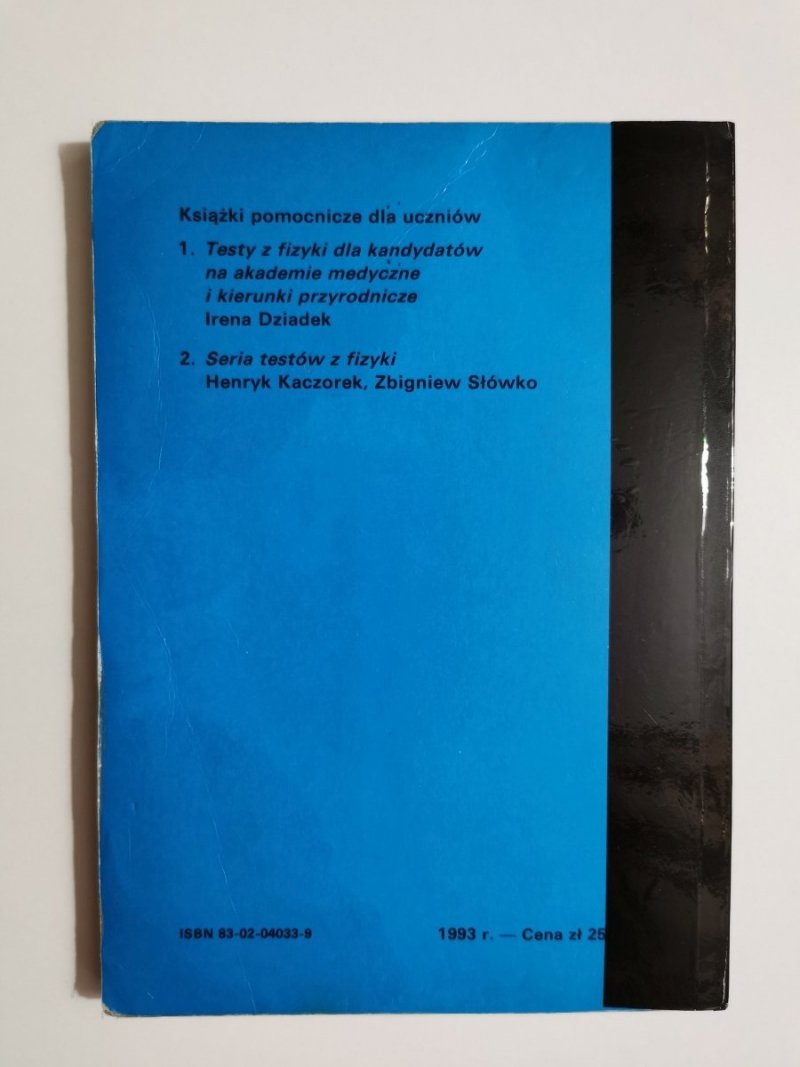 Książki pomocnicze dla uczniów
1. Testy z fizyki dla kandydatów
na akademie medyczne
i kierunki przyrodnicze
Irena Dziadek
2. Seria testów z fizyki
Henryk Kaczorek, Zbigniew Słówko
ISBN 83-02-04033-9
1993 r. — Cena zł 25